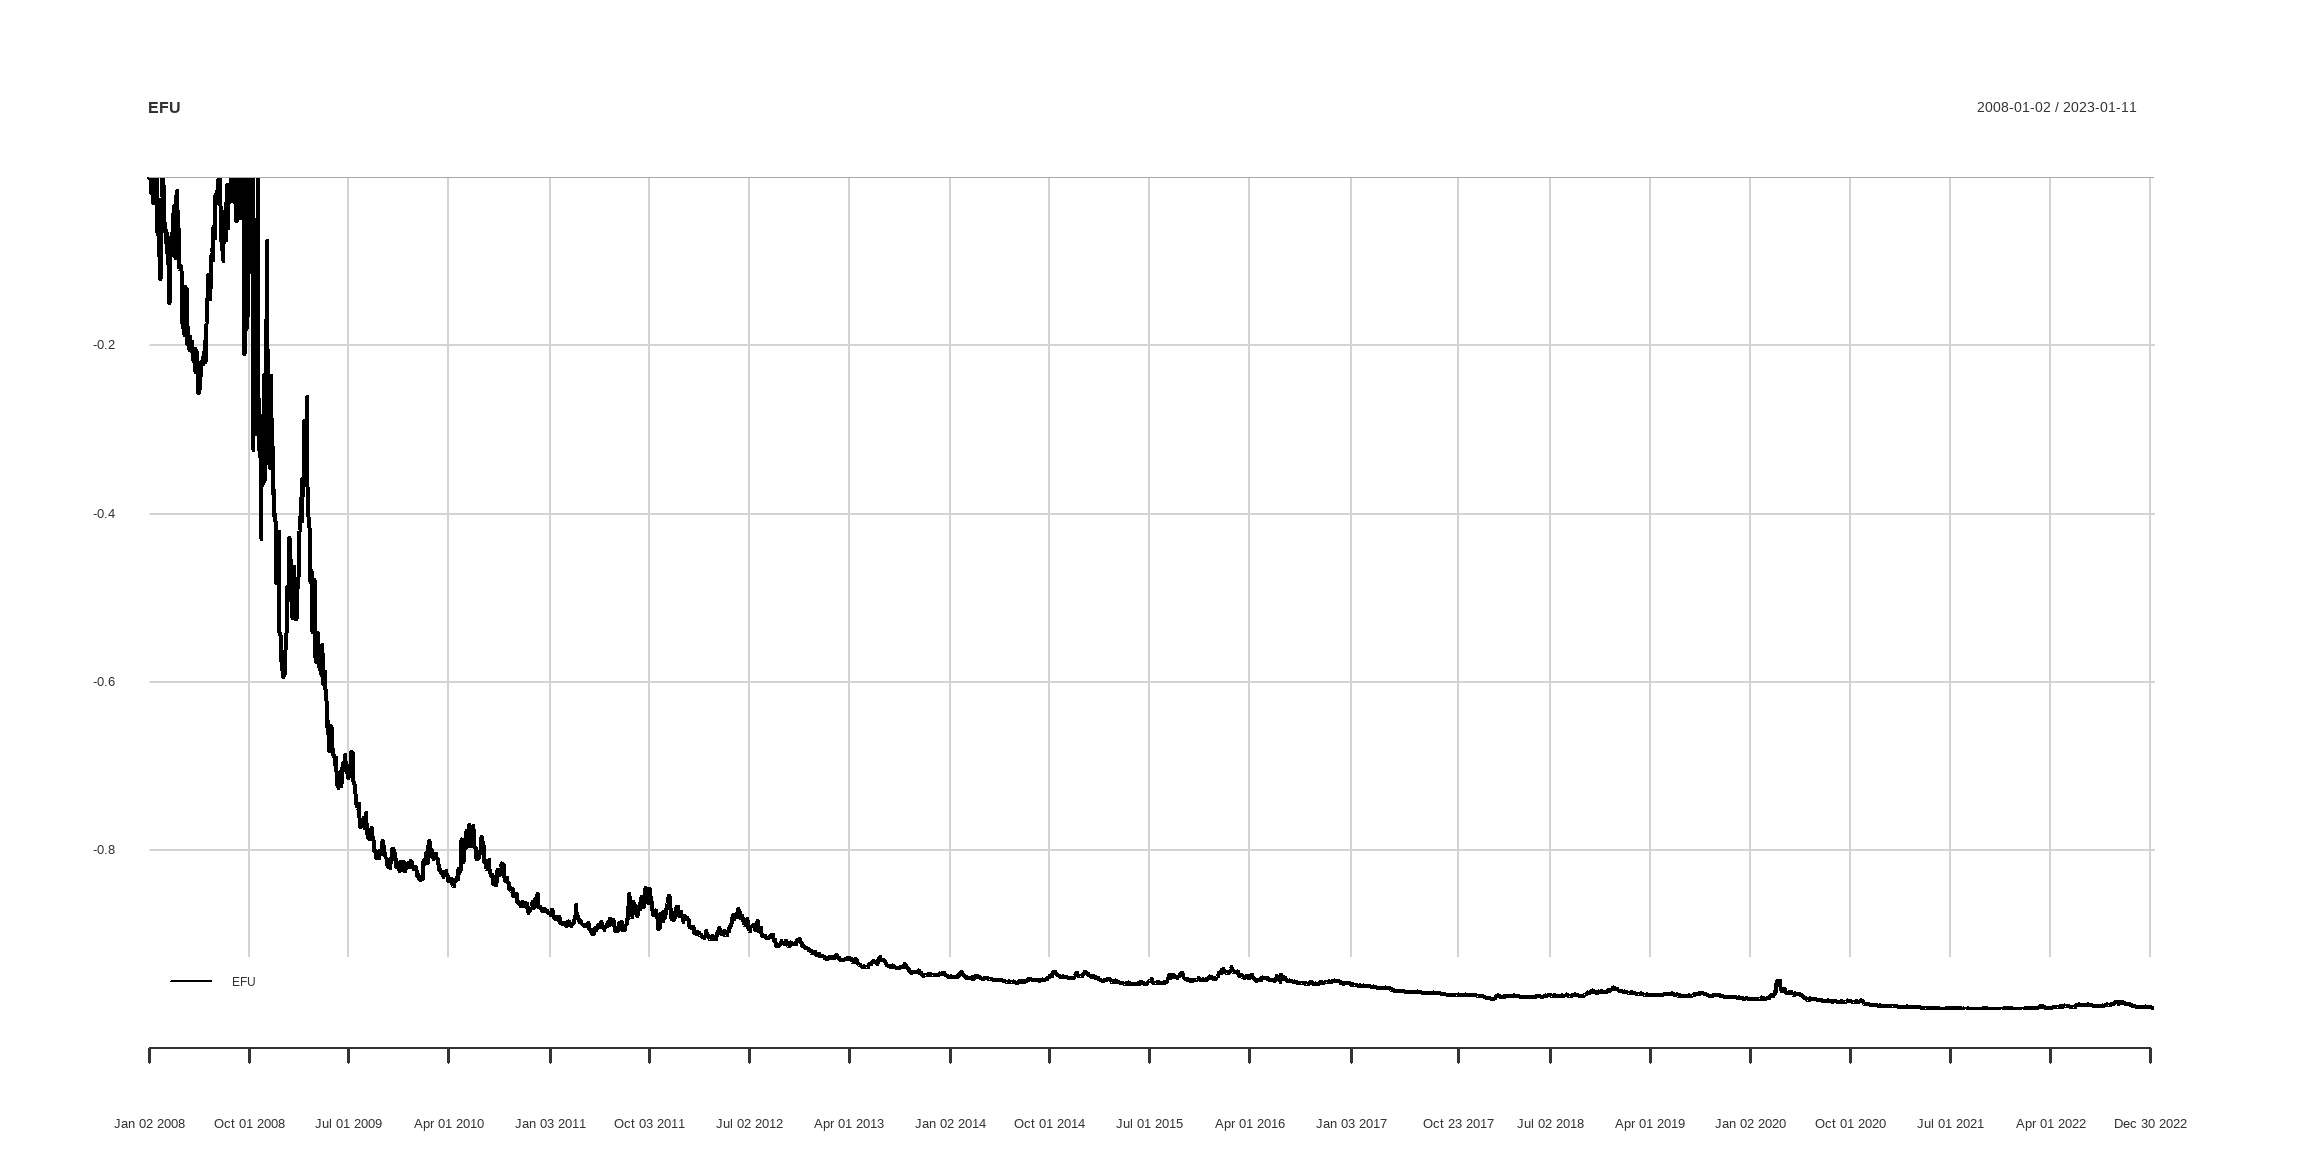 EFU
2008-01-02 / 2023-01-11
-0.2
-0.4
-0.6
-0.8
EFU
Jan 02 2008 Oct 01 2008 Jul 01 2009 Apr 01 2010 Jan 03 2011 Oct 03 2011 Jul 02 2012 Apr 01 2013 Jan 02 2014 Oct 01 2014 Jul 01 2015 Apr 01 2016 Jan 03 2017 Oct 23 2017 Jul 02 2018 Apr 01 2019 Jan 02 2020 Oct 01 2020 Jul 01 2021 Apr 01 2022 Dec 30 2022